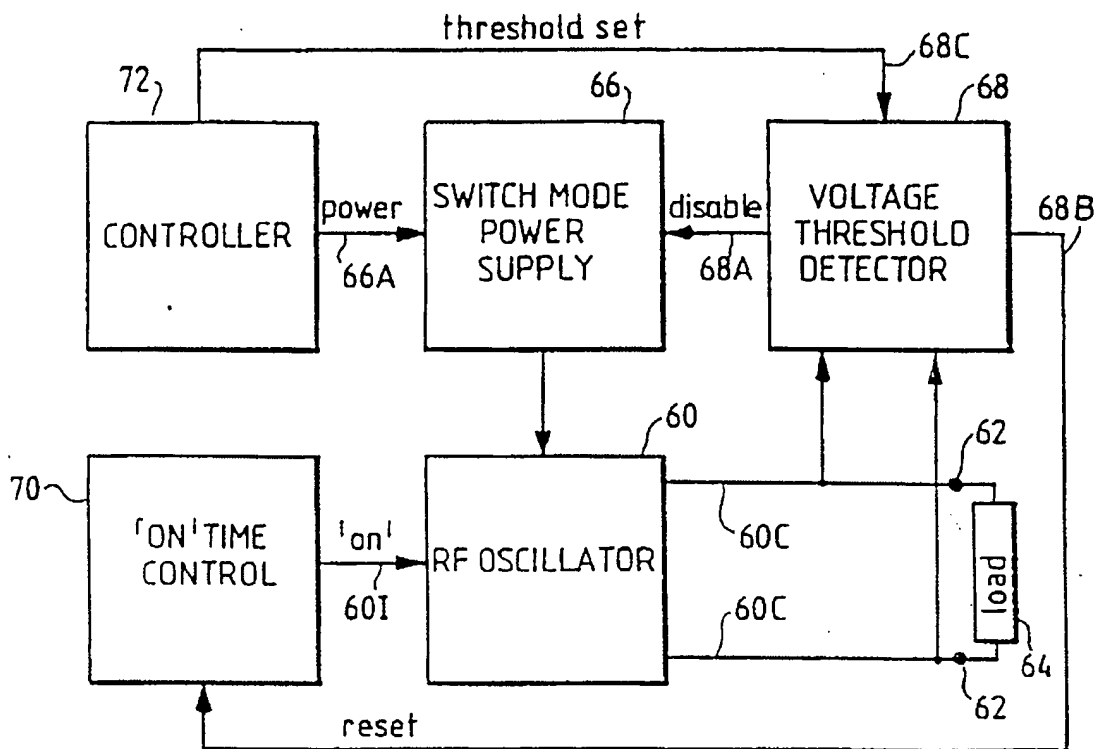 threshold set
68C
72
66
68
CONTROLLER
power
66A
SWITCH MODE
POWER
SUPPLY
disable
68A
VOLTAGE
THRESHOLD
DETECTOR
68B
60
62
70
'ON' TIME
CONTROL
'on'
60I
RF OSCILLATOR
60C
60C
load
64
62
reset